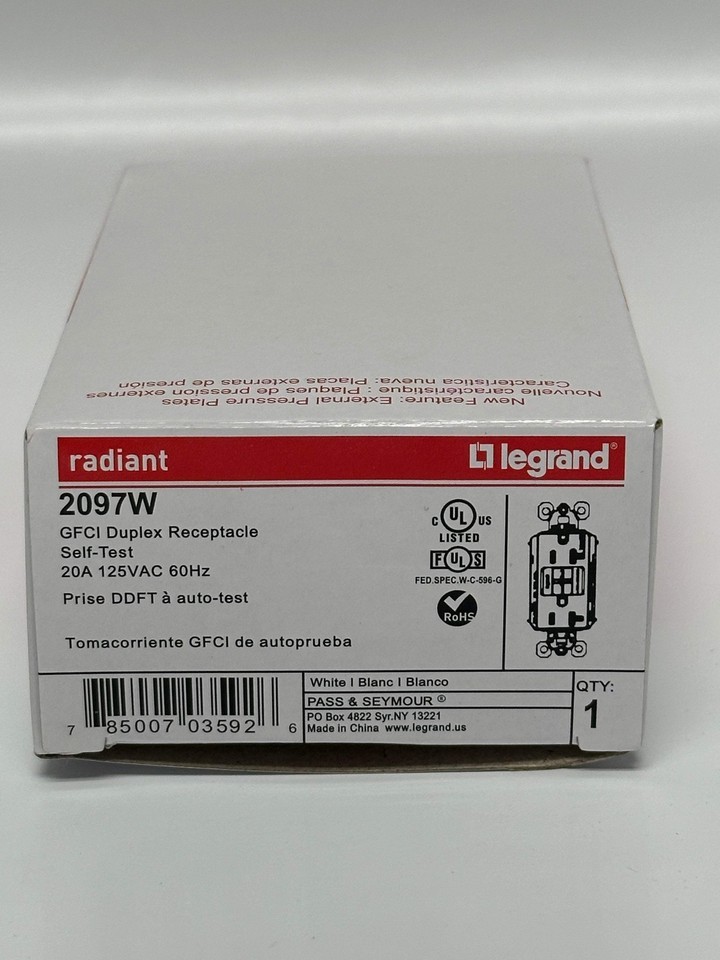 New Feature: External Pressure Plates
Nouvelle caractéristique : Plaques de pression externes
Característica nueva: Placas externas de presión
radiant
legrand®
2097W
GFCI Duplex Receptacle
Self-Test
20A 125VAC 60Hz
Prise DDFT à auto-test
Tomacorriente GFCI de autoprueba
C UL US
LISTED
F UL S
FED.SPEC.W-C-596-G
RoHS
7 85007 03592 6
White | Blanc | Blanco
PASS & SEYMOUR ®
PO Box 4822 Syr.NY 13221
Made in China www.legrand.us
QTY:
1